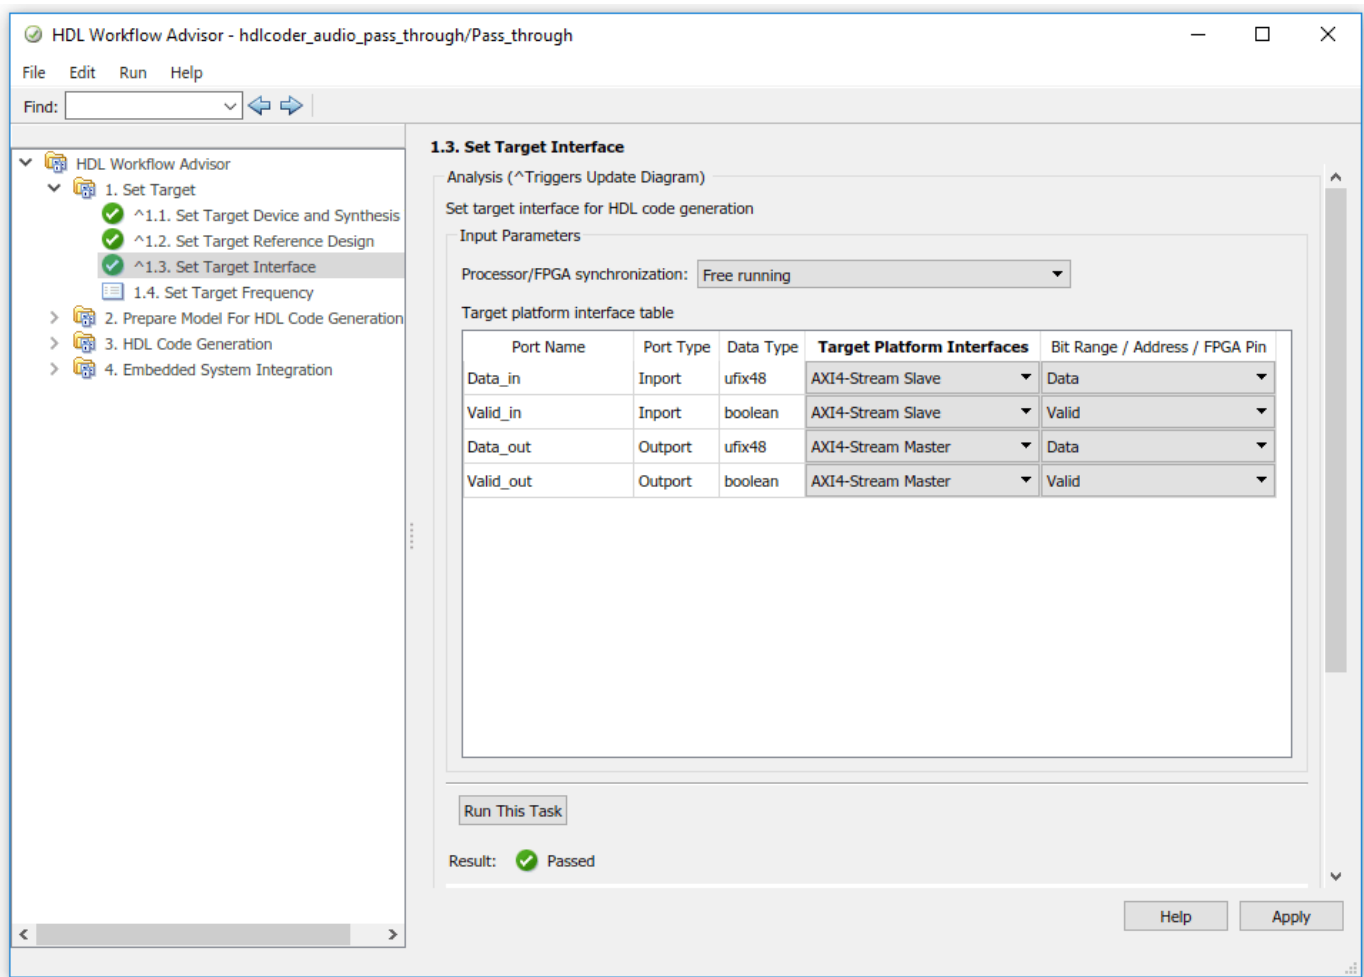 HDL Workflow Advisor - hdlcoder_audio_pass_through/Pass_through
File Edit Run Help
Find:
HDL Workflow Advisor
1. Set Target
^1.1. Set Target Device and Synthesis
^1.2. Set Target Reference Design
^1.3. Set Target Interface
1.4. Set Target Frequency
2. Prepare Model For HDL Code Generation
3. HDL Code Generation
4. Embedded System Integration
1.3. Set Target Interface
Analysis (^Triggers Update Diagram)
Set target interface for HDL code generation
Input Parameters
Processor/FPGA synchronization: Free running
Target platform interface table
Port Name Port Type Data Type Target Platform Interfaces Bit Range / Address / FPGA Pin
Data_in Inport ufix48 AXI4-Stream Slave Data
Valid_in Inport boolean AXI4-Stream Slave Valid
Data_out Outport ufix48 AXI4-Stream Master Data
Valid_out Outport boolean AXI4-Stream Master Valid
Run This Task
Result: Passed
Help Apply